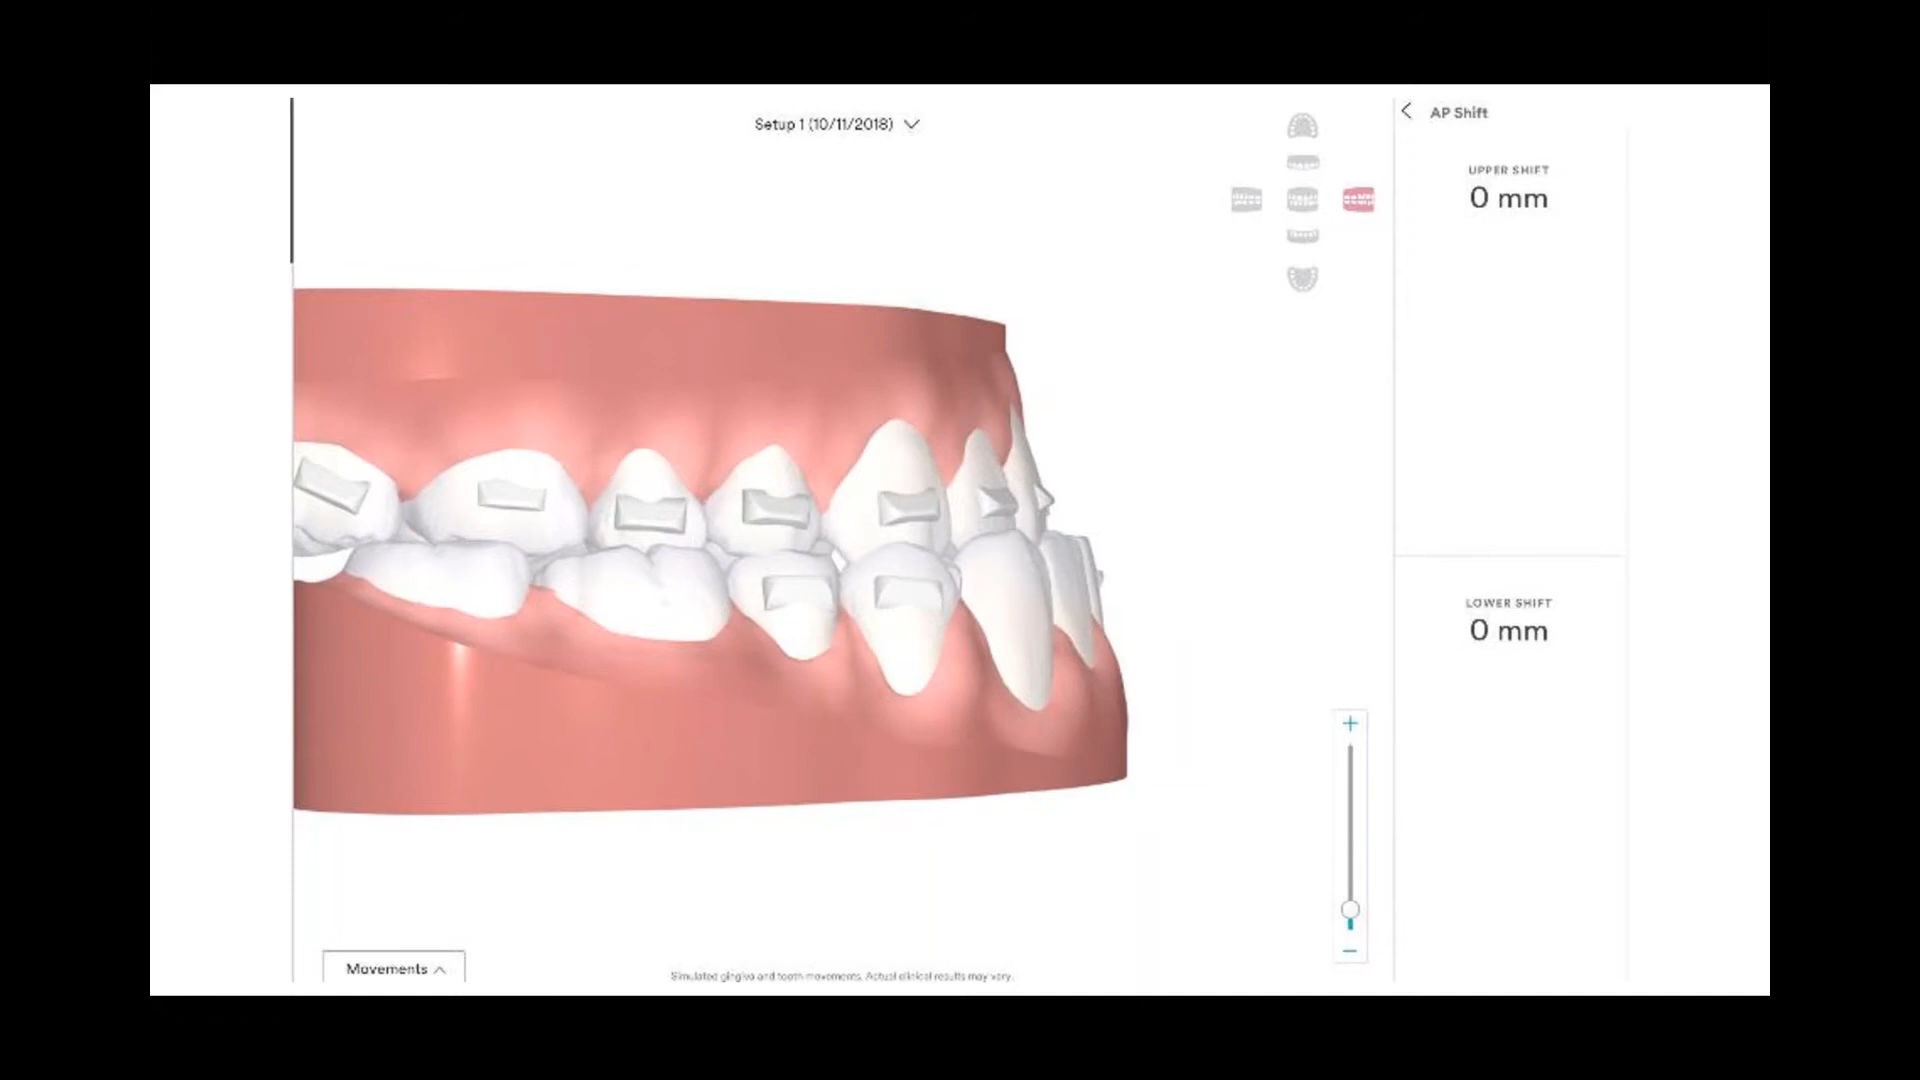 Setup 1 (10/11/2018)
AP Shift
UPPER SHIFT
0 mm
LOWER SHIFT
0 mm
Movements
Simulated gingiva and tooth movements. Actual clinical results may vary.